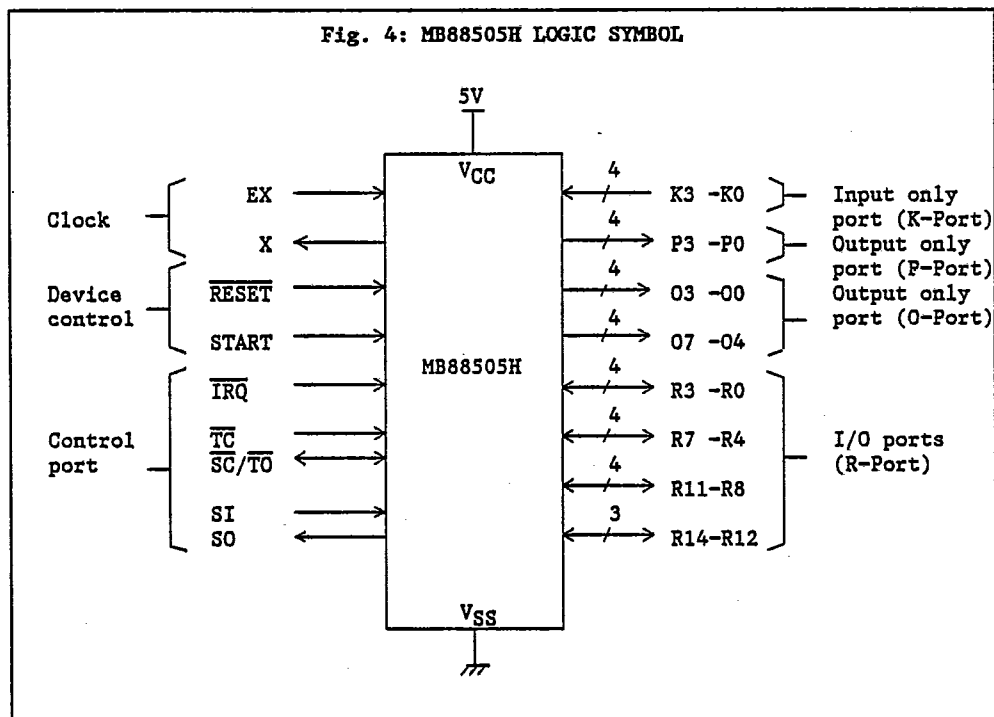 Fig. 4: MB88505H LOGIC SYMBOL
5V
VCC
Clock
EX
X
Device
control
RESET
START
Control
port
IRQ
TC
SC/TO
SI
SO
MB88505H
VSS
4
K3 -K0
Input only
port (K-Port)
4
P3 -P0
Output only
port (P-Port)
4
O3 -O0
Output only
port (O-Port)
4
O7 -O4
4
R3 -R0
4
R7 -R4
I/O ports
(R-Port)
4
R11-R8
3
R14-R12